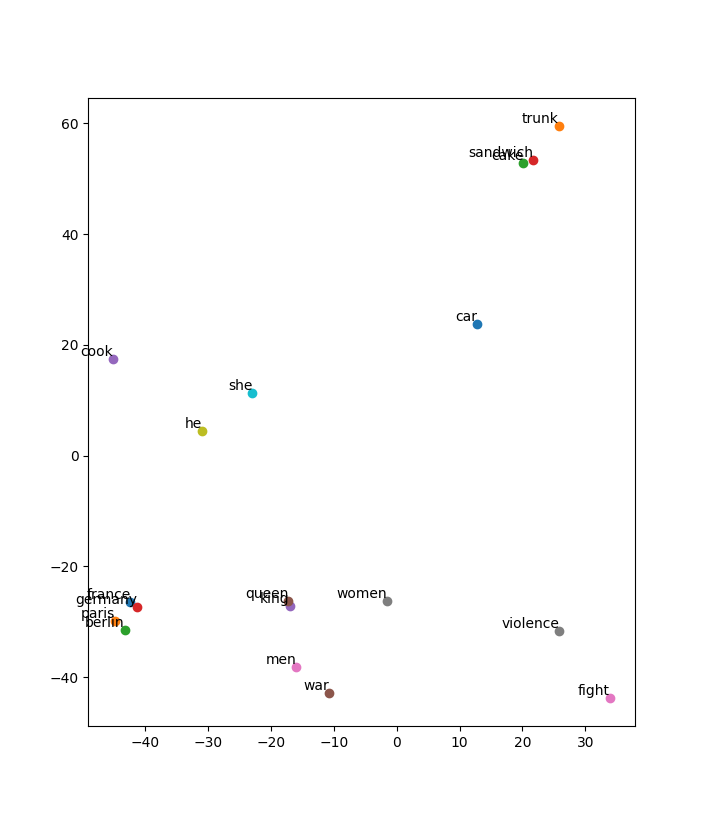 60
40
20
0
−20
−40
−40
−30
−20
−10
0
10
20
30
trunk
sandwich
cake
car
cook
she
he
france
germany
paris
berlin
queen
king
women
violence
men
war
fight